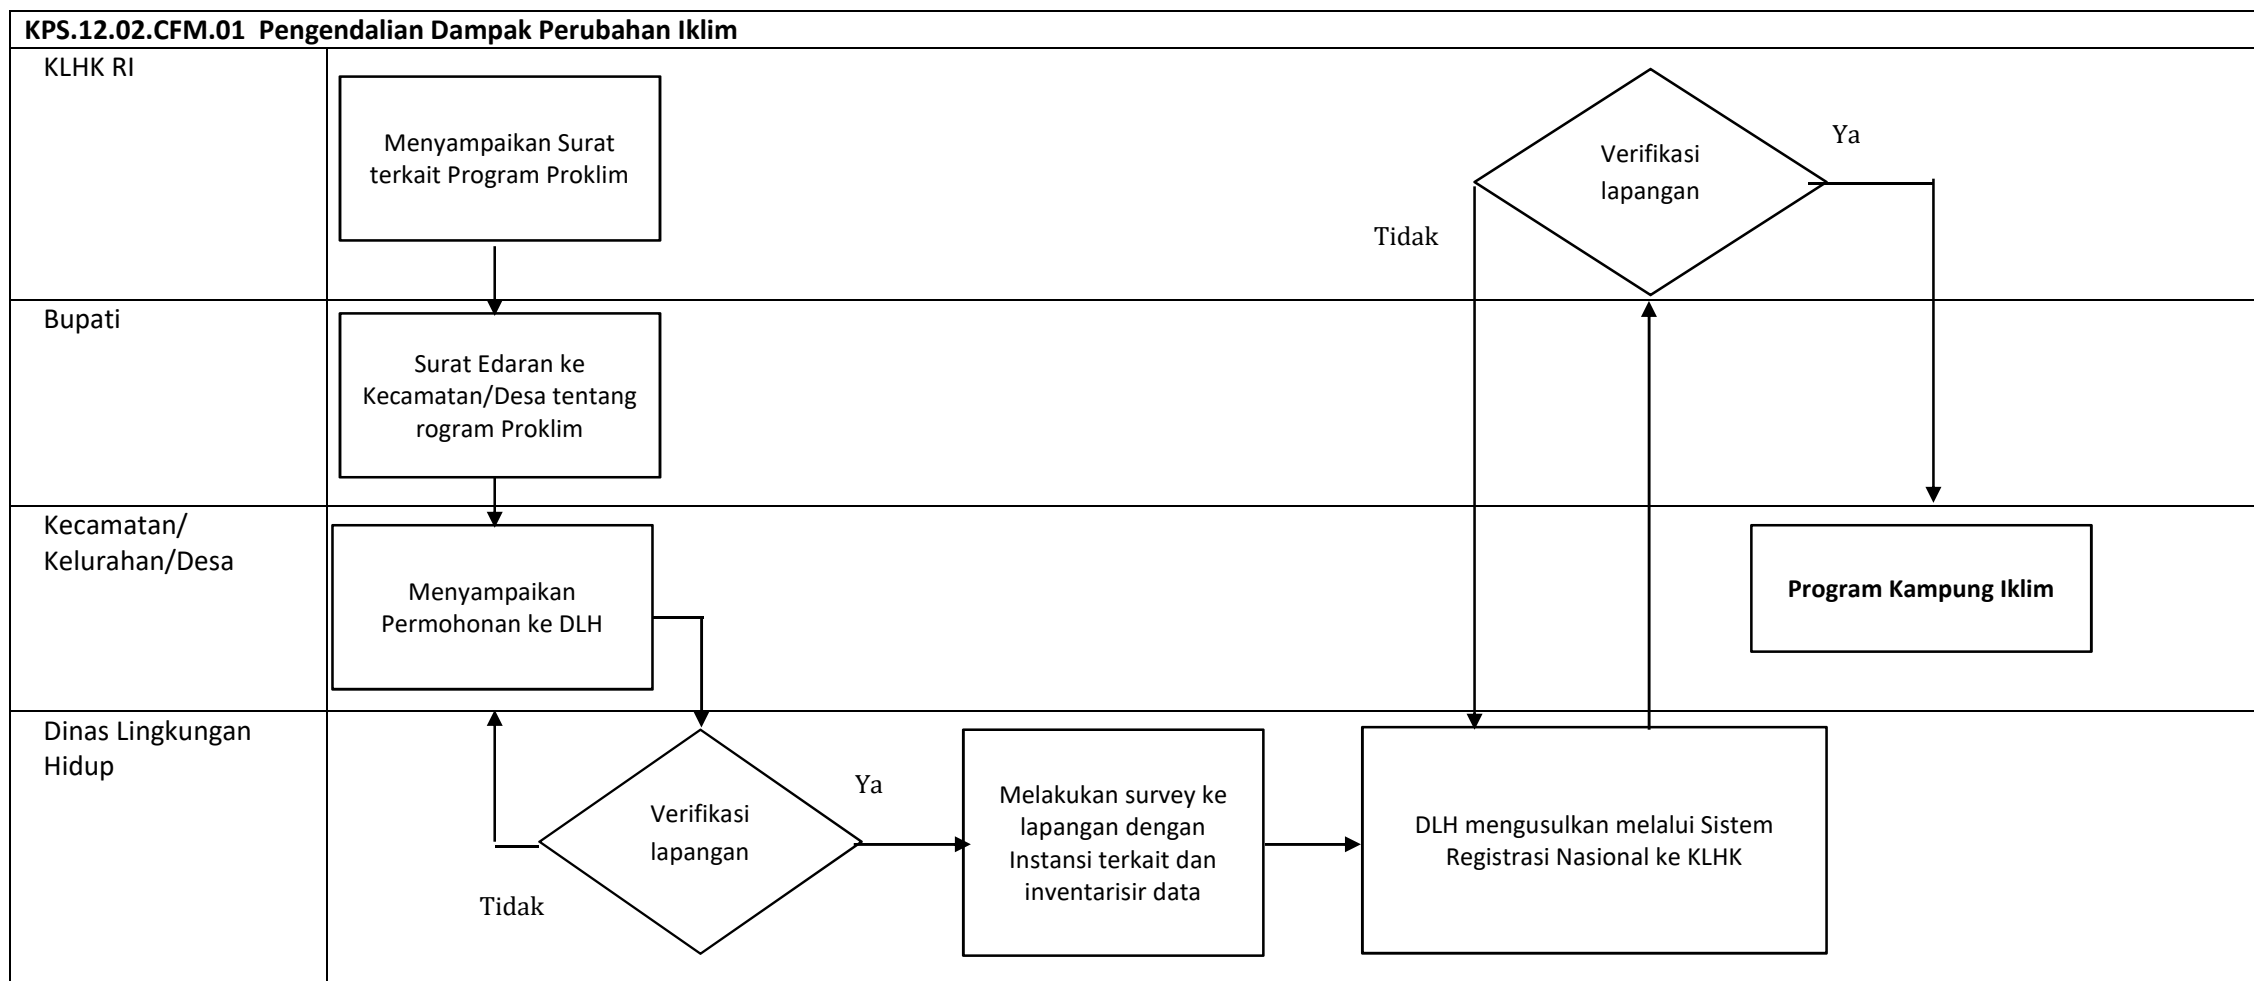 KPS.12.02.CFM.01 Pengendalian Dampak Perubahan Iklim
KLHK RI
Menyampaikan Surat
terkait Program Proklim
Verifikasi
lapangan
Ya
Tidak
Bupati
Surat Edaran ke
Kecamatan/Desa tentang
rogram Proklim
Kecamatan/
Kelurahan/Desa
Menyampaikan
Permohonan ke DLH
Program Kampung Iklim
Dinas Lingkungan
Hidup
Verifikasi
lapangan
Ya
Tidak
Melakukan survey ke
lapangan dengan
Instansi terkait dan
inventarisir data
DLH mengusulkan melalui Sistem
Registrasi Nasional ke KLHK